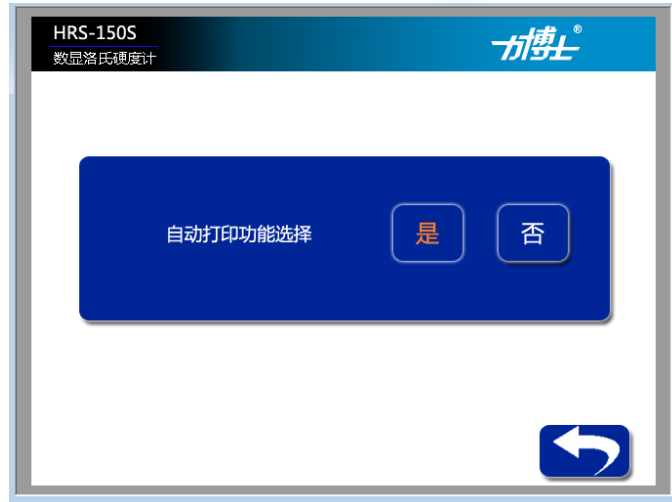 HRS-150S
数显洛氏硬度计
力博士®
自动打印功能选择
是
否